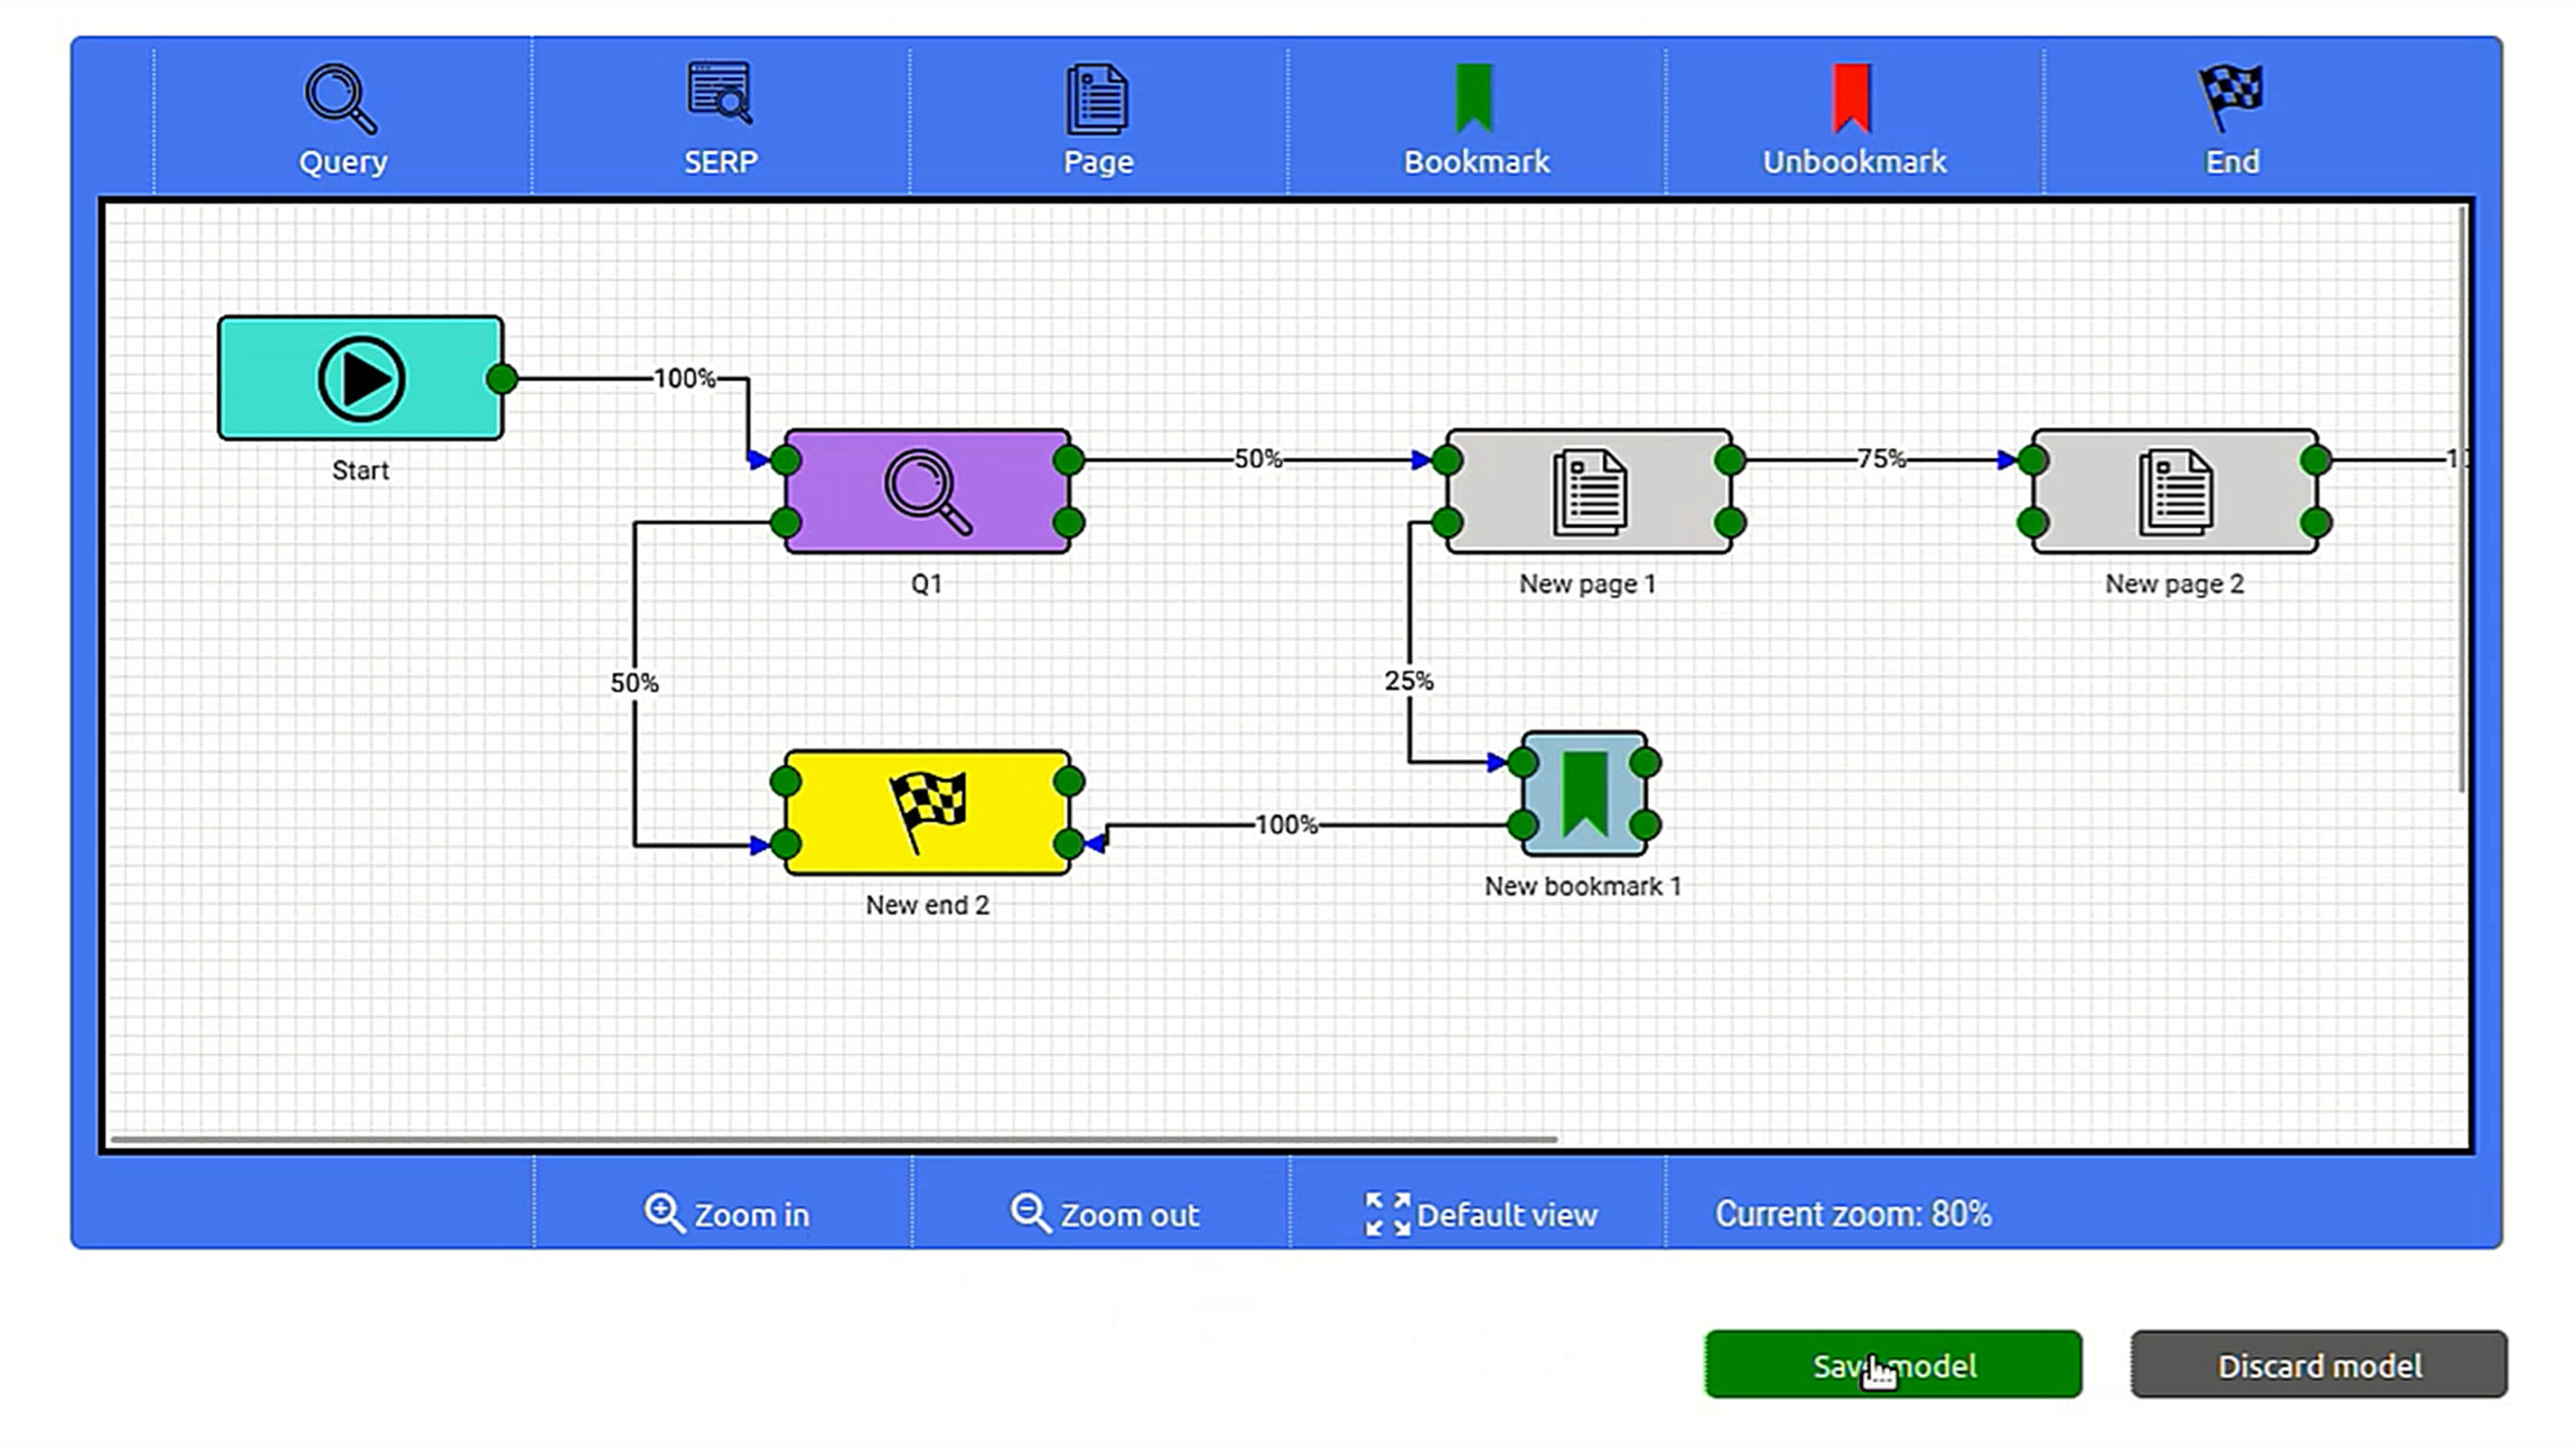 Query
SERP
Page
Bookmark
Unbookmark
End
100%
Start
50%
75%
Q1
New page 1
New page 2
50%
25%
100%
New bookmark 1
New end 2
Zoom in
Zoom out
Default view
Current zoom: 80%
model
Discard model